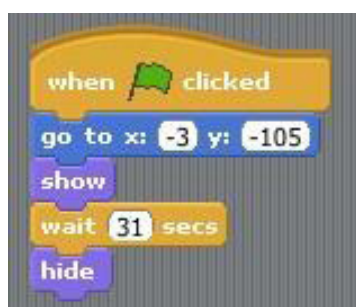 when clicked
go to x: -3 y: -105
show
wait 31 secs
hide